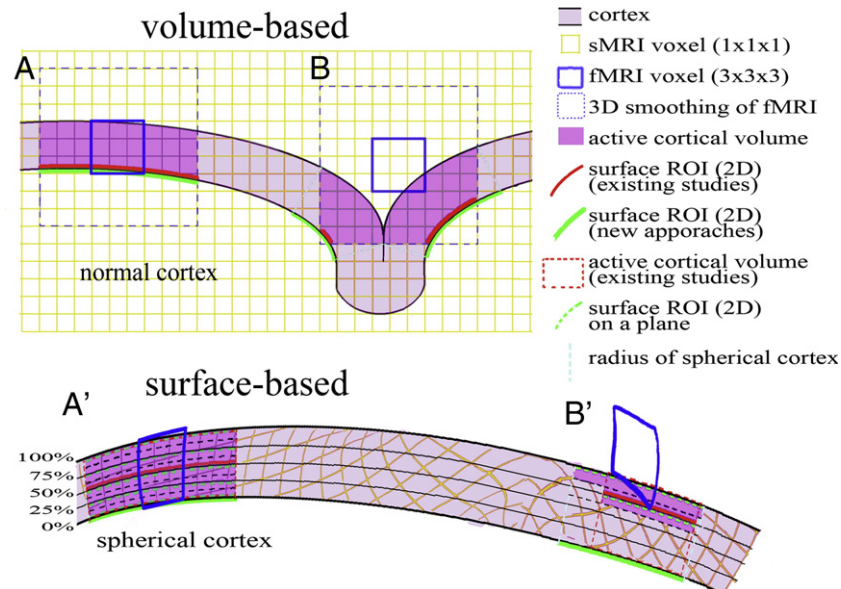 volume-based
A
B
normal cortex
cortex
sMRI voxel (1x1x1)
fMRI voxel (3x3x3)
3D smoothing of fMRI
active cortical volume
surface ROI (2D)
(existing studies)
surface ROI (2D)
(new apporaches)
active cortical volume
(existing studies)
surface ROI (2D)
on a plane
radius of spherical cortex
surface-based
A’
B’
100%
75%
50%
25%
0%
spherical cortex